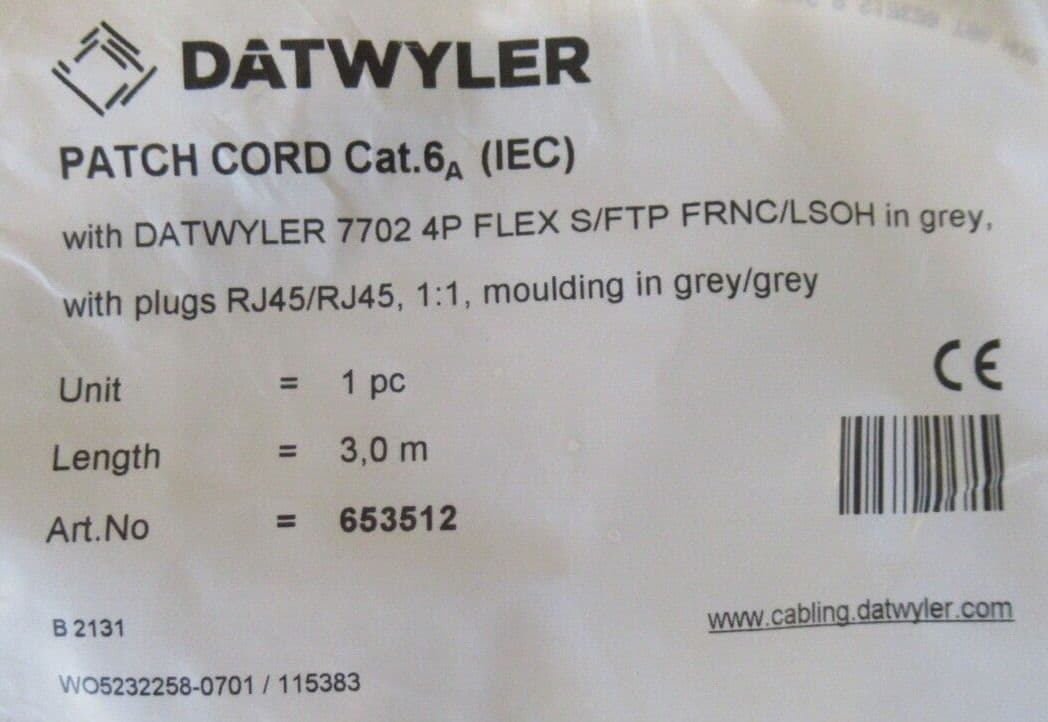 DATWYLER
PATCH CORD Cat.6A (IEC)
with DATWYLER 7702 4P FLEX S/FTP FRNC/LSOH in grey,
with plugs RJ45/RJ45, 1:1, moulding in grey/grey
CE
Unit = 1 pc
Length = 3,0 m
Art.No = 653512
B 2131
www.cabling.datwyler.com
WO5232258-0701 / 115383